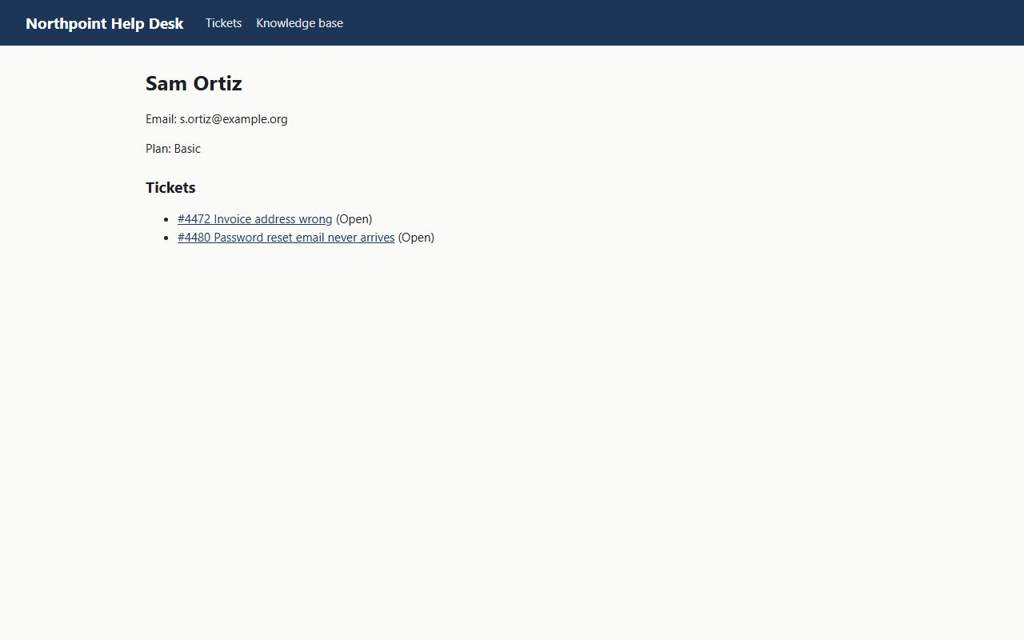 Northpoint Help Desk Tickets Knowledge base
Sam Ortiz
Email: s.ortiz@example.org
Plan: Basic
Tickets
• #4472 Invoice address wrong (Open)
• #4480 Password reset email never arrives (Open)